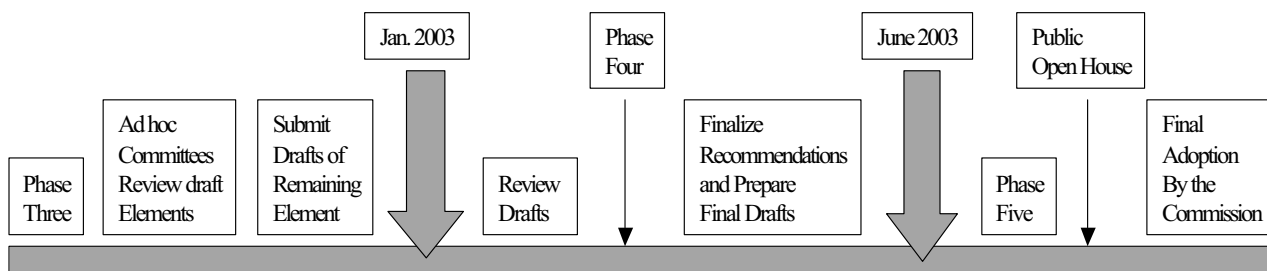 Phase
Three
Ad hoc
Committees
Review draft
Elements
Submit
Drafts of
Remaining
Element
Jan. 2003
Review
Drafts
Phase
Four
Finalize
Recommendations
and Prepare
Final Drafts
June 2003
Phase
Five
Public
Open House
Final
Adoption
By the
Commission